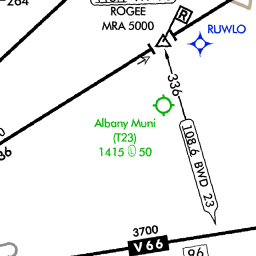 -264
ROGEE
MRA 5000
R
RUWLO
336
Albany Muni
(T23)
1415 Ⓛ 50
108.6 BWD 23
36
3700
V66
96